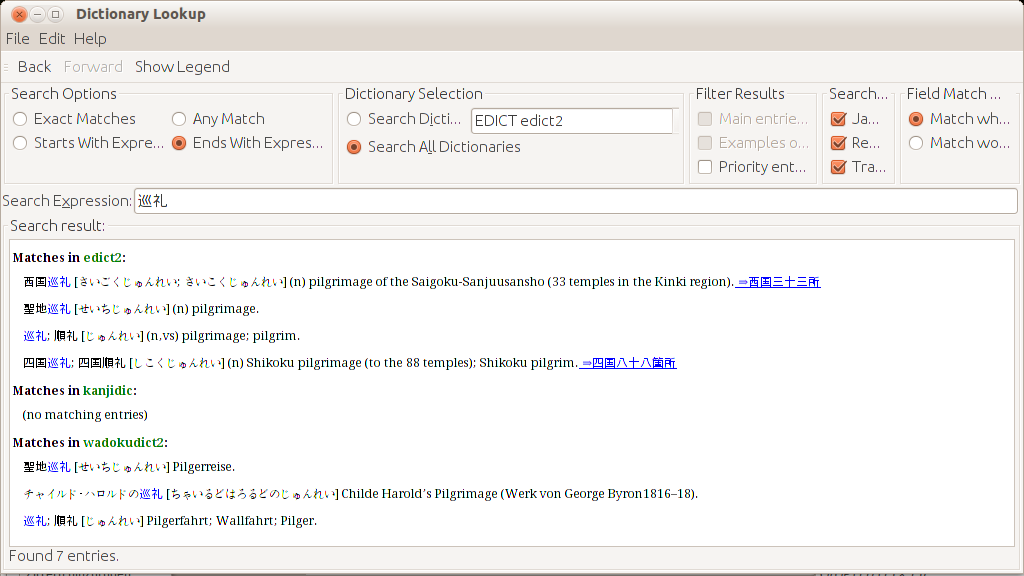 Dictionary Lookup
File Edit Help
Back Forward Show Legend
Search Options
Exact Matches
Any Match
Starts With Expre...
Ends With Expres...
Dictionary Selection
Search Dicti...
EDICT edict2
Search All Dictionaries
Filter Results
Main entrie...
Examples o...
Priority ent...
Search...
Ja...
Re...
Tra...
Field Match ...
Match wh...
Match wo...
Search Expression: 巡礼
Search result:
Matches in edict2:
西国巡礼 [さいごくじゅんれい; さいこくじゅんれい] (n) pilgrimage of the Saigoku-Sanjuusansho (33 temples in the Kinki region). ⇒西国三十三所
聖地巡礼 [せいちじゅんれい] (n) pilgrimage.
巡礼; 順礼 [じゅんれい] (n,vs) pilgrimage; pilgrim.
四国巡礼; 四国順礼 [しこくじゅんれい] (n) Shikoku pilgrimage (to the 88 temples); Shikoku pilgrim. ⇒四国八十八箇所
Matches in kanjidic:
(no matching entries)
Matches in wadokudict2:
聖地巡礼 [せいちじゅんれい] Pilgerreise.
チャイルド・ハロルドの巡礼 [ちゃいるどはろるどのじゅんれい] Childe Harold’s Pilgrimage (Werk von George Byron 1816–18).
巡礼; 順礼 [じゅんれい] Pilgerfahrt; Wallfahrt; Pilger.
Found 7 entries.